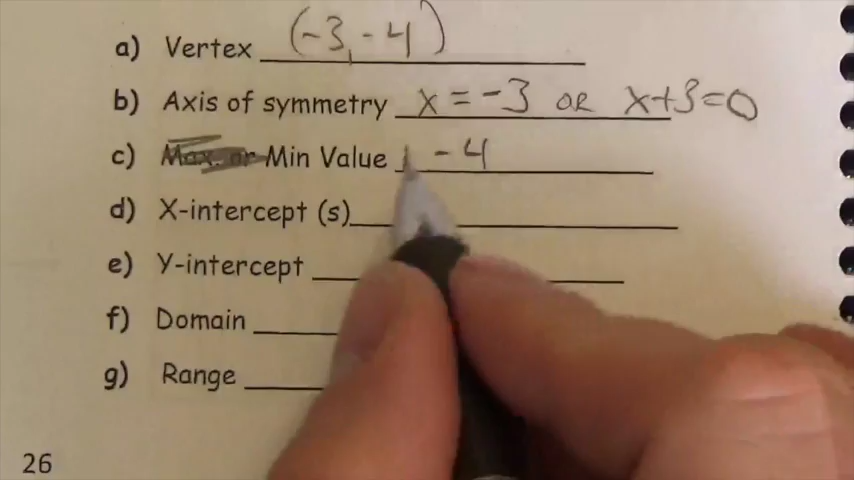 a) Vertex (-3, -4)
b) Axis of symmetry x = -3 OR x+3=0
c) Max. or Min Value -4
d) X-intercept (s)
e) Y-intercept
f) Domain
g) Range
26